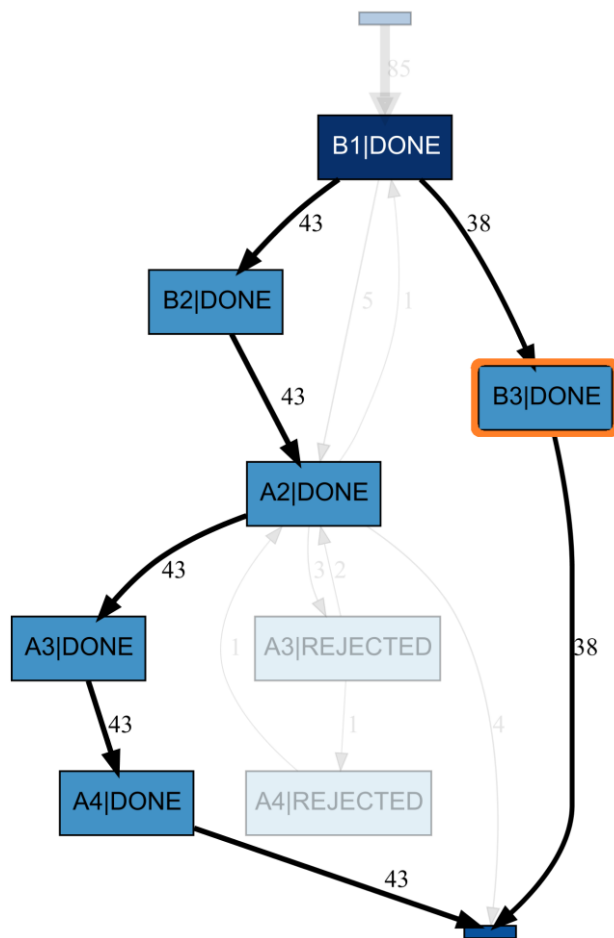 85
B1|DONE
43
38
B2|DONE
5
1
B3|DONE
43
A2|DONE
43
3
2
A3|DONE
A3|REJECTED
1
38
43
1
4
A4|DONE
A4|REJECTED
43